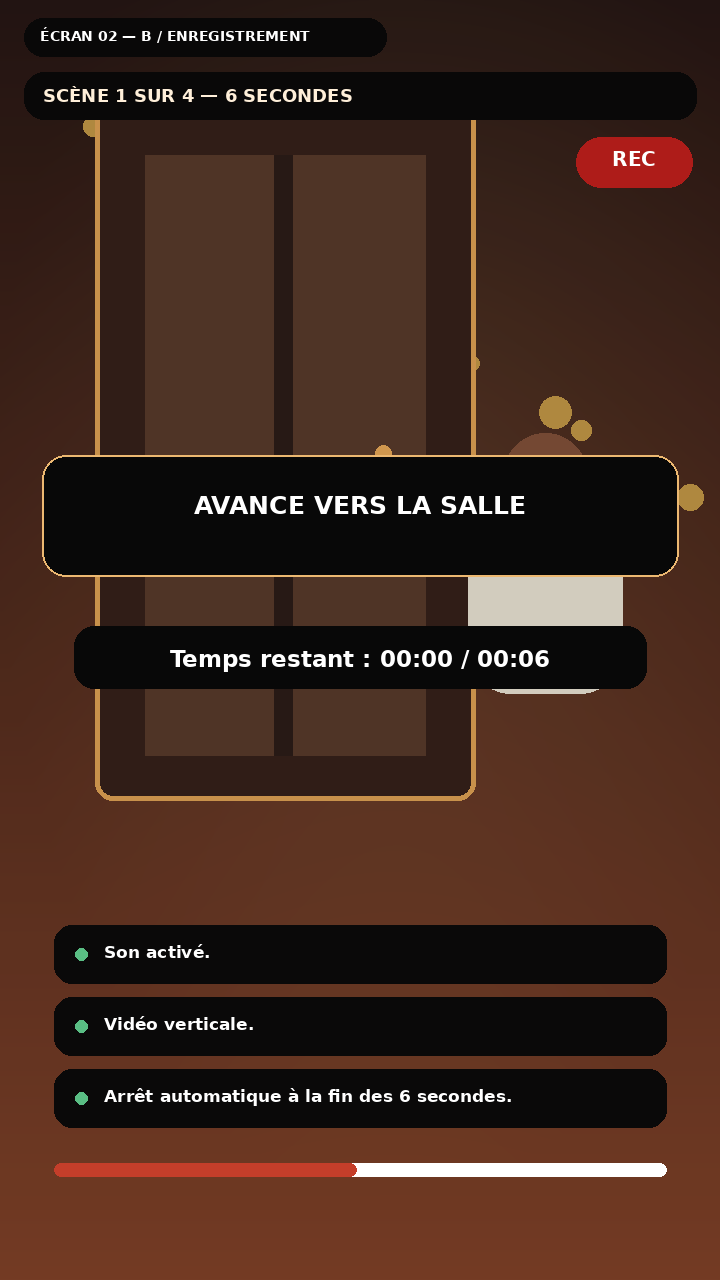 ÉCRAN 02 — B / ENREGISTREMENT
SCÈNE 1 SUR 4 — 6 SECONDES
REC
AVANCE VERS LA SALLE
Temps restant : 00:00 / 00:06
Son activé.
Vidéo verticale.
Arrêt automatique à la fin des 6 secondes.